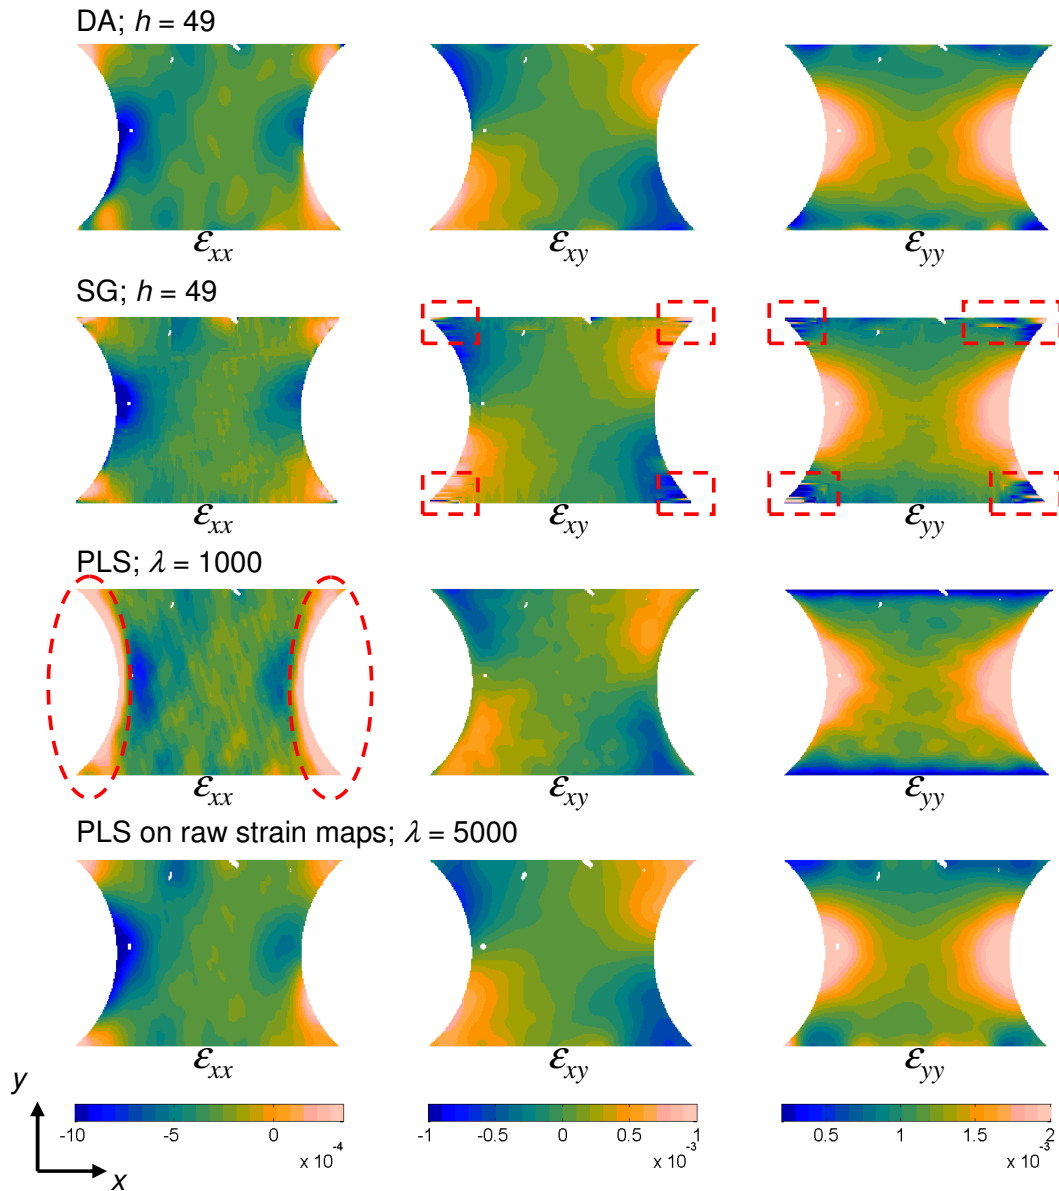 DA; h = 49
εxx εxy εyy
SG; h = 49
εxx εxy εyy
PLS; λ = 1000
εxx εxy εyy
PLS on raw strain maps; λ = 5000
εxx εxy εyy
y
x
-10 -5 0
x 10⁻⁴
-1 -0.5 0 0.5 1
x 10⁻³
0.5 1 1.5 2
x 10⁻³